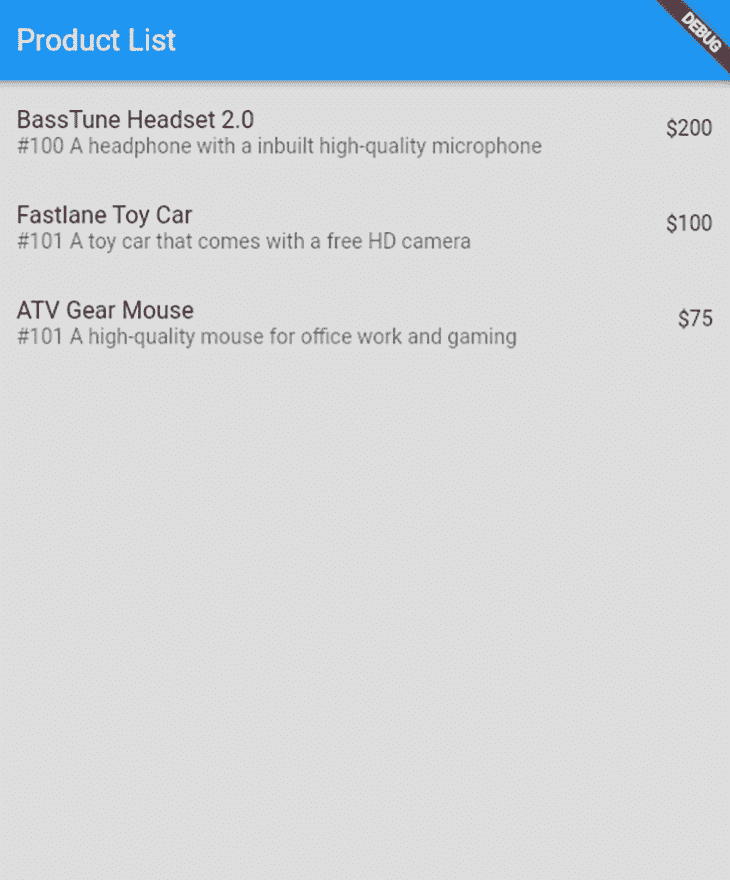 Product List
DEBUG
BassTune Headset 2.0
$200
#100 A headphone with a inbuilt high-quality microphone
Fastlane Toy Car
$100
#101 A toy car that comes with a free HD camera
ATV Gear Mouse
$75
#101 A high-quality mouse for office work and gaming